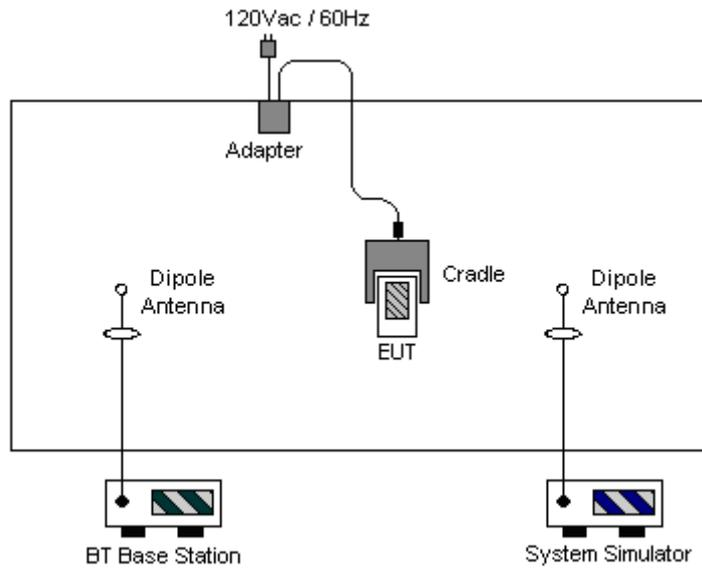 120Vac / 60Hz
Adapter
Cradle
EUT
Dipole
Antenna
Dipole
Antenna
BT Base Station
System Simulator